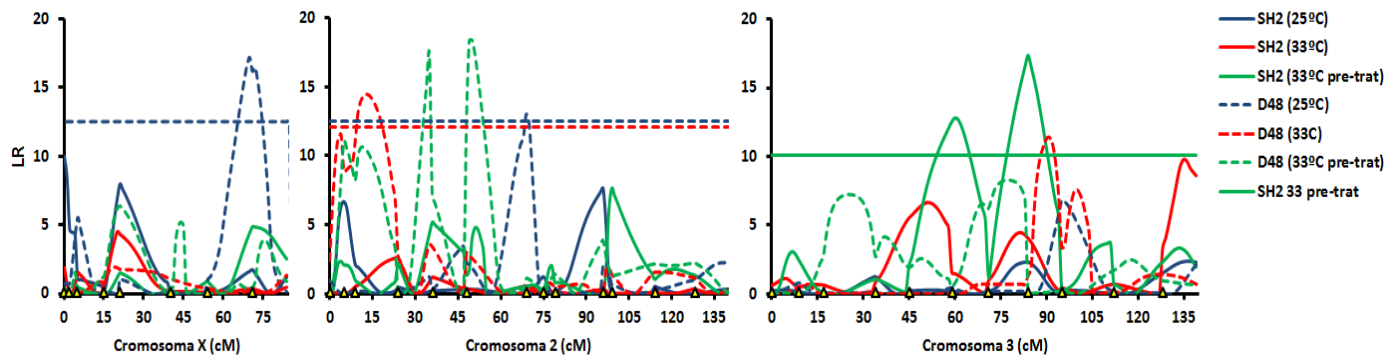 LR
20
15
10
5
0
0 15 30 45 60 75
Cromosoma X (cM)
20
15
10
5
0
0 15 30 45 60 75 90 105 120 135
Cromosoma 2 (cM)
20
15
10
5
0
0 15 30 45 60 75 90 105 120 135
Cromosoma 3 (cM)
SH2 (25ºC)
SH2 (33ºC)
SH2 (33ºC pre-trat)
D48 (25ºC)
D48 (33C)
D48 (33ºC pre-trat)
SH2 33 pre-trat